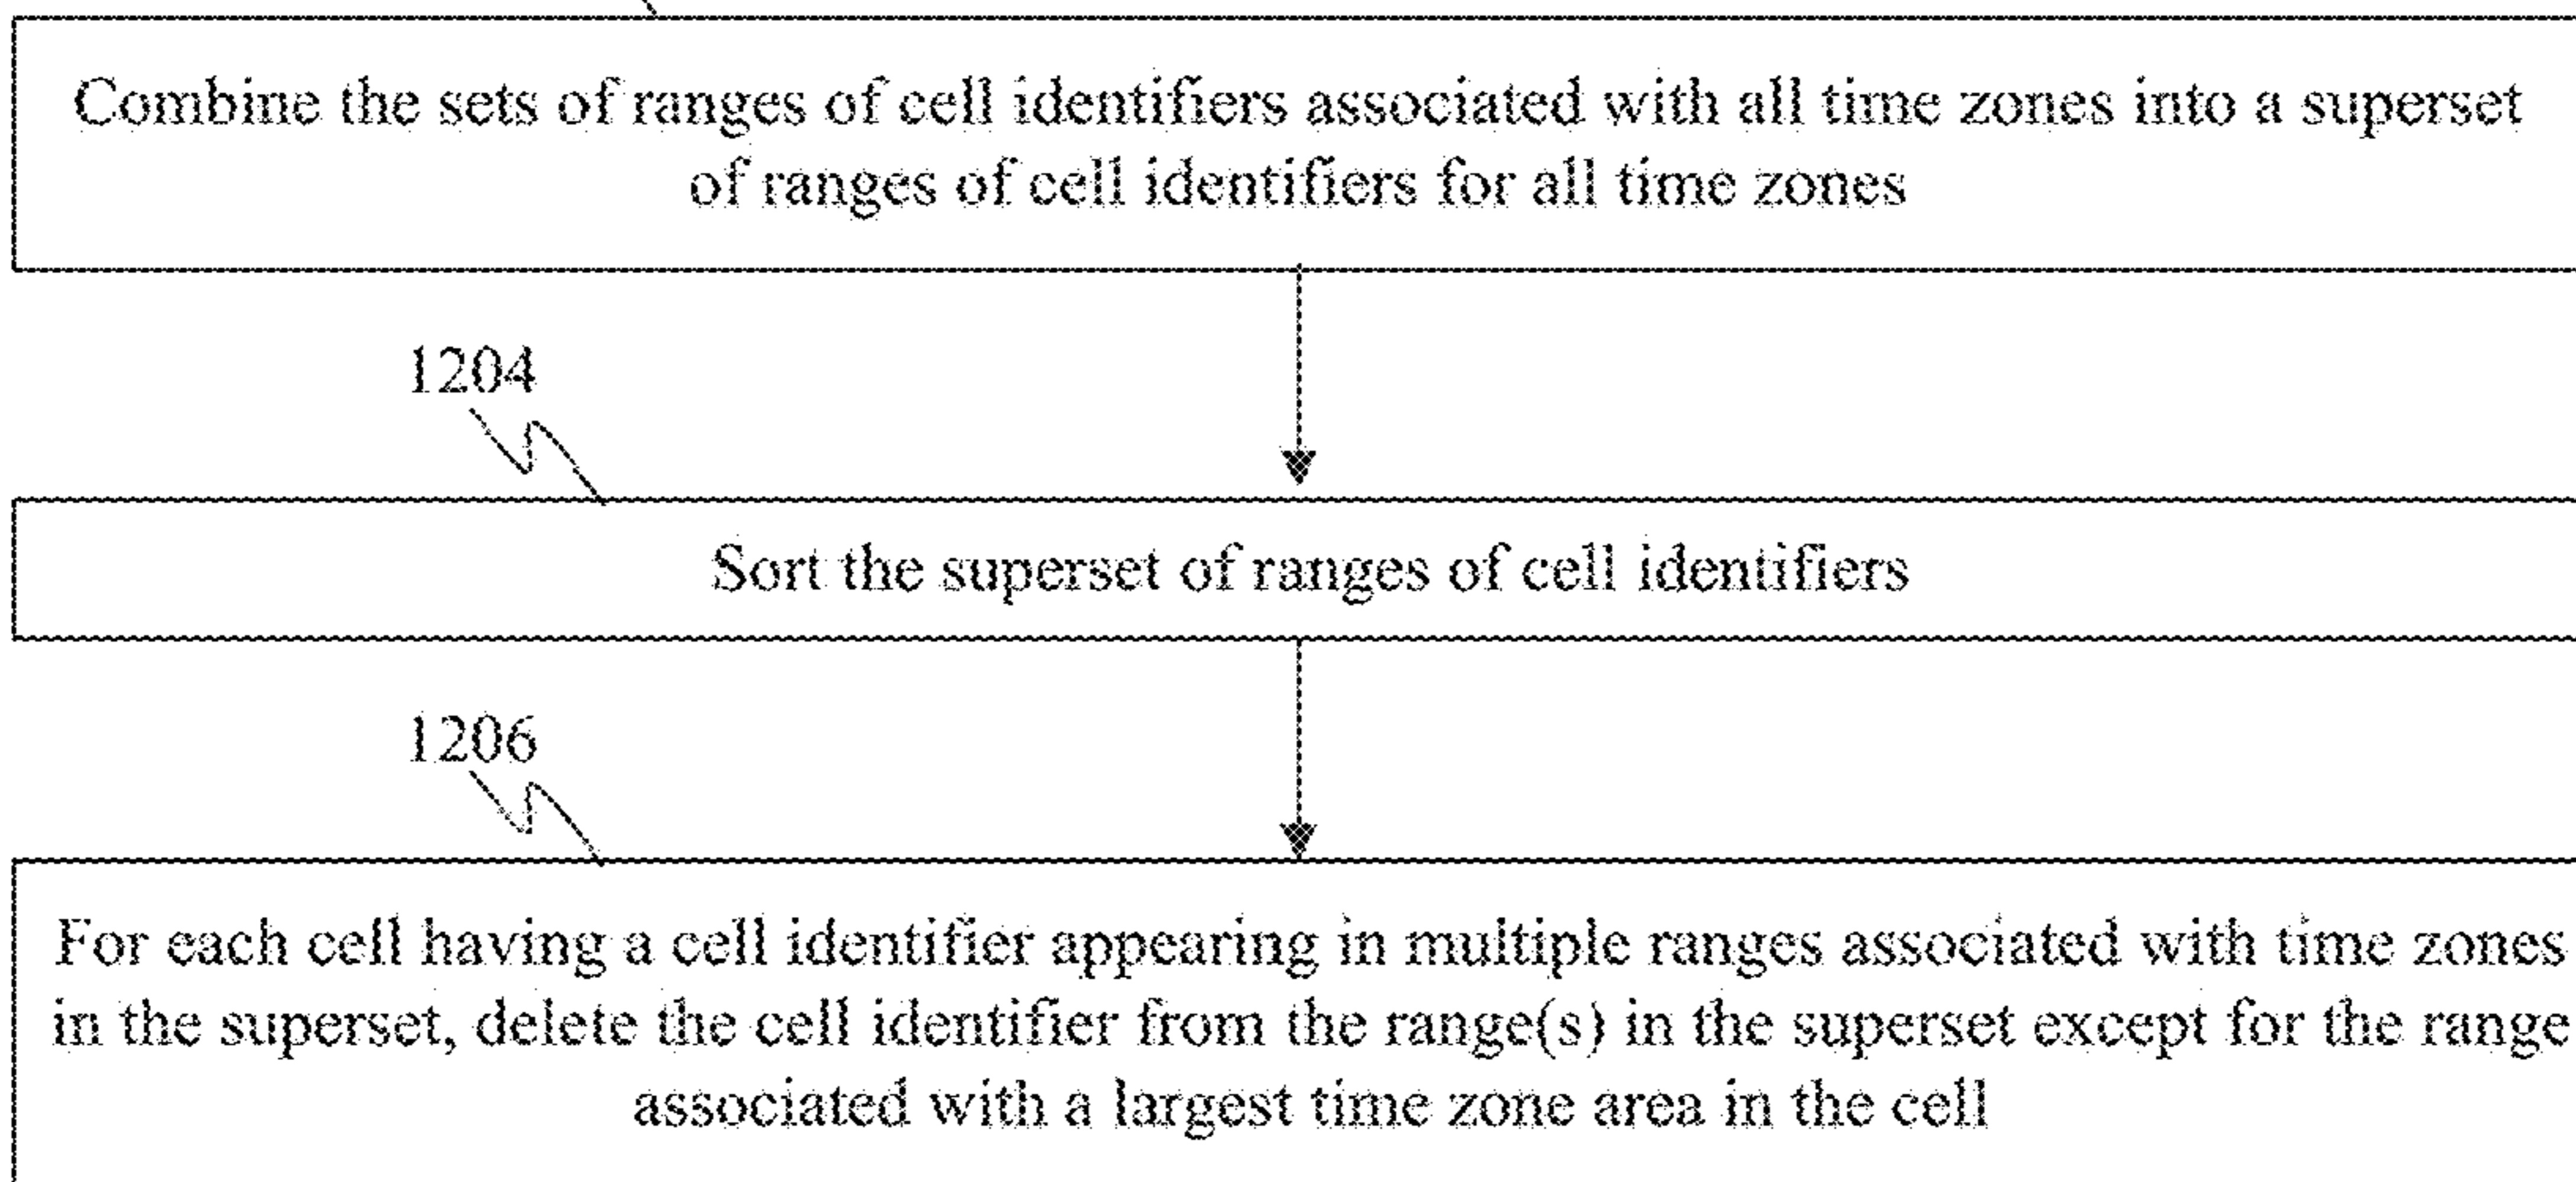 Combine the sets of ranges of cell identifiers associated with all time zones into a superset
of ranges of cell identifiers for all time zones
1204
Sort the superset of ranges of cell identifiers
1206
For each cell having a cell identifier appearing in multiple ranges associated with time zones
in the superset, delete the cell identifier from the range(s) in the superset except for the range
associated with a largest time zone area in the cell